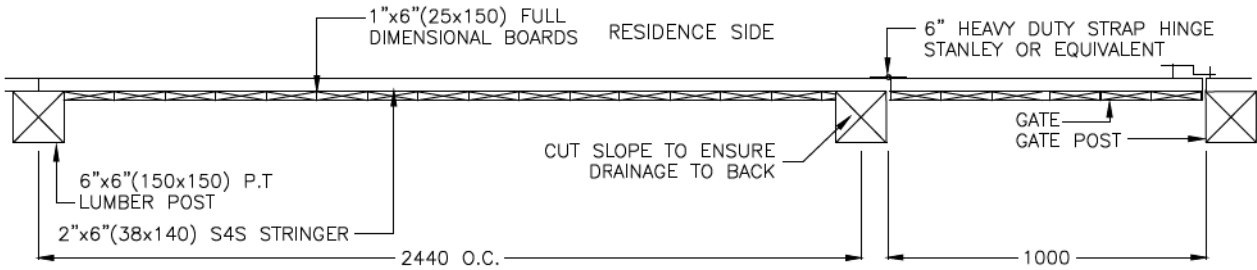 1"x6"(25x150) FULL
DIMENSIONAL BOARDS
RESIDENCE SIDE
6" HEAVY DUTY STRAP HINGE
STANLEY OR EQUIVALENT
GATE
GATE POST
CUT SLOPE TO ENSURE
DRAINAGE TO BACK
6"x6"(150x150) P.T
LUMBER POST
2"x6"(38x140) S4S STRINGER
2440 O.C.
1000